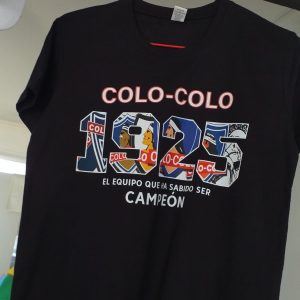 COLO-COLO
1925
EL EQUIPO QUE HA SABIDO SER
CAMPEÓN